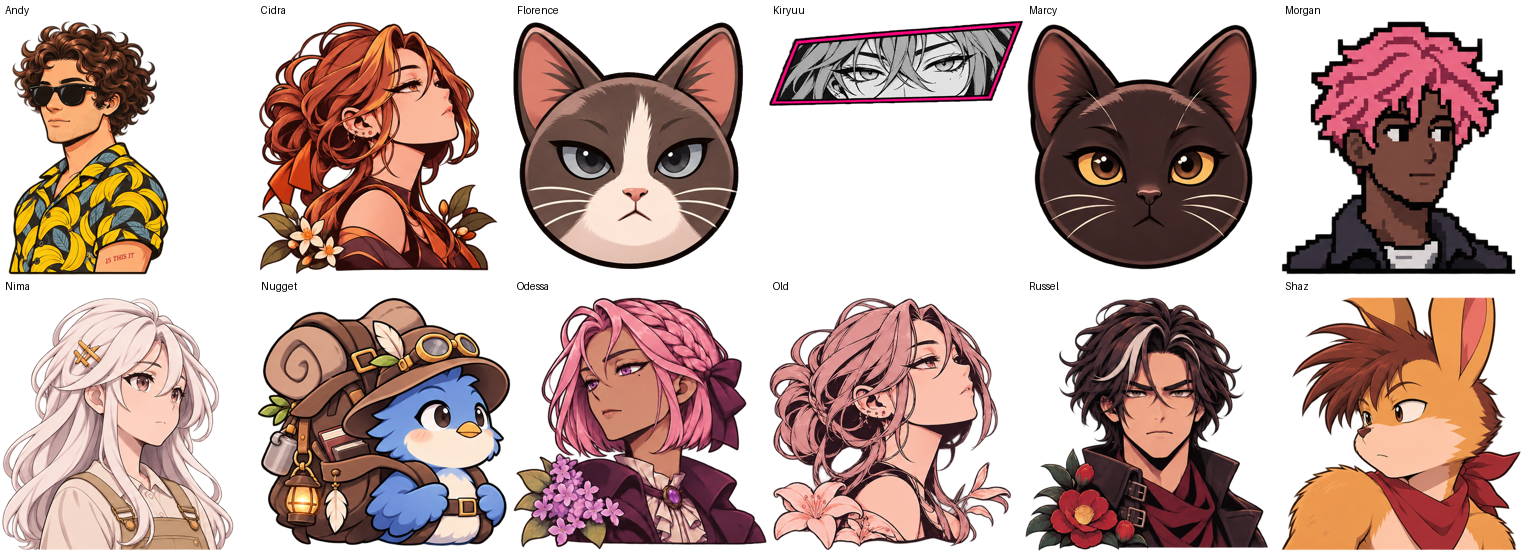 Andy
Cidra
Florence
Kiryuu
Marcy
Morgan
IS THIS IT
Nima
Nugget
Odessa
Old
Russel
Shaz